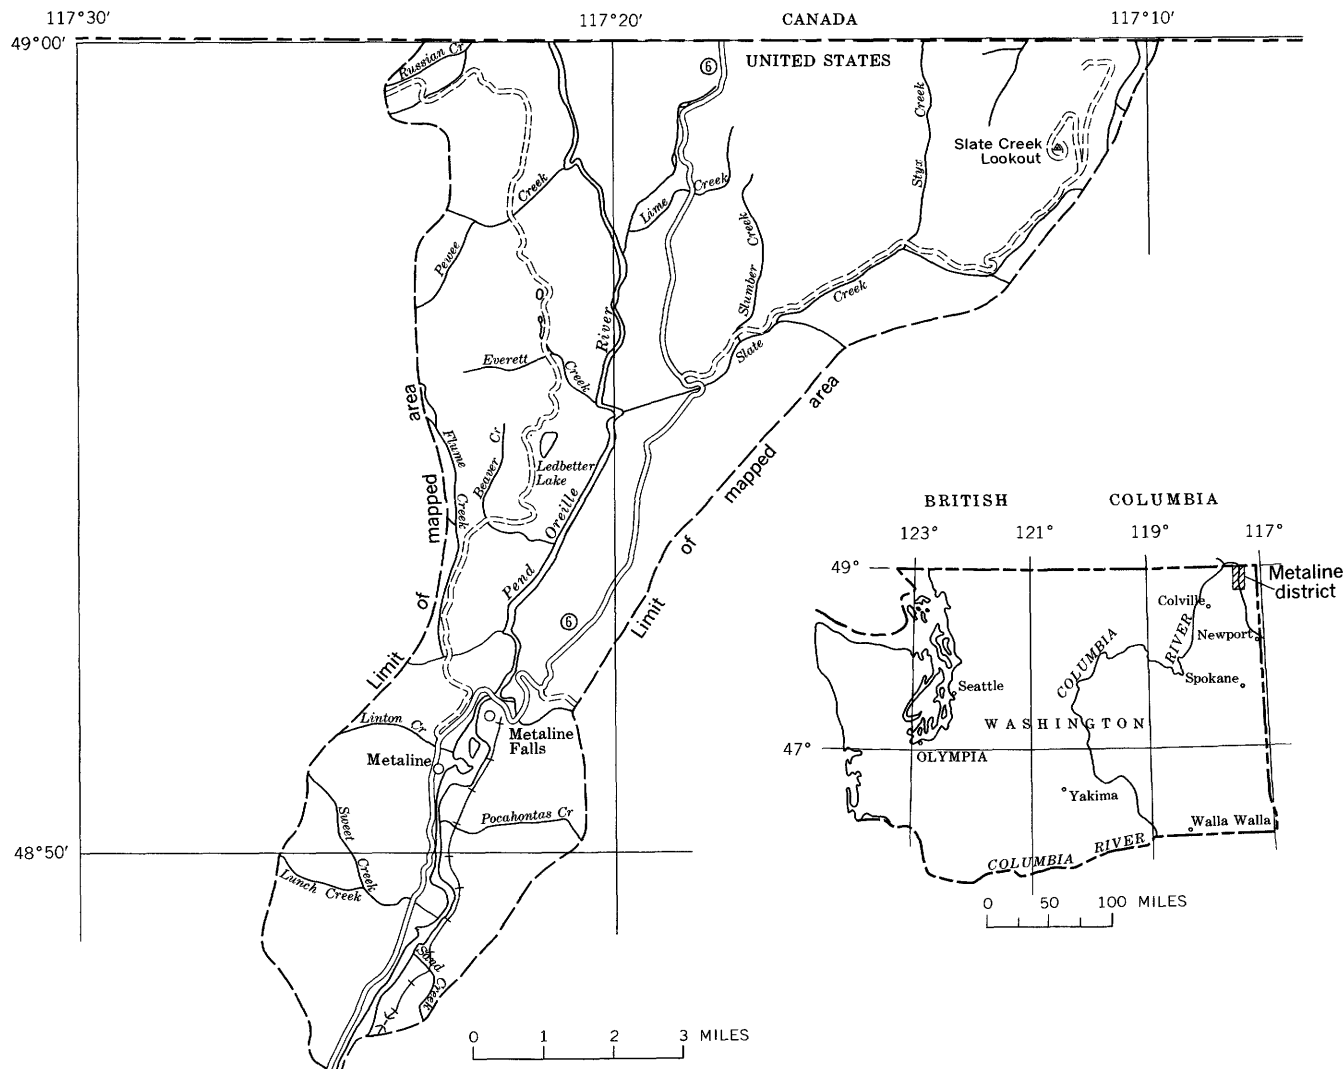 117°30′
117°20′
CANADA
117°10′
49°00′
UNITED STATES
Russian Cr
6
Creek
Styx
Slate Creek
Lookout
Creek
Lime
Creek
Pewee
Slumber Creek
Creek
Slate
River
Everett
Creek
area
area
Flume
Creek
Beaver Cr
Ledbetter
Lake
mapped
mapped
Oreille
Pend
of
of
Limit
Limit
6
Linton Cr
Metaline
Falls
Metaline
Sweet
Creek
Pocahontas Cr
48°50′
Lunch Creek
Sand
Creek
0 1 2 3 MILES
BRITISH COLUMBIA
123° 121° 119° 117°
49°
Metaline
district
Colville
Newport
COLUMBIA RIVER
Spokane
Seattle
WASHINGTON
47°
OLYMPIA
Yakima
Walla Walla
COLUMBIA RIVER
0 50 100 MILES